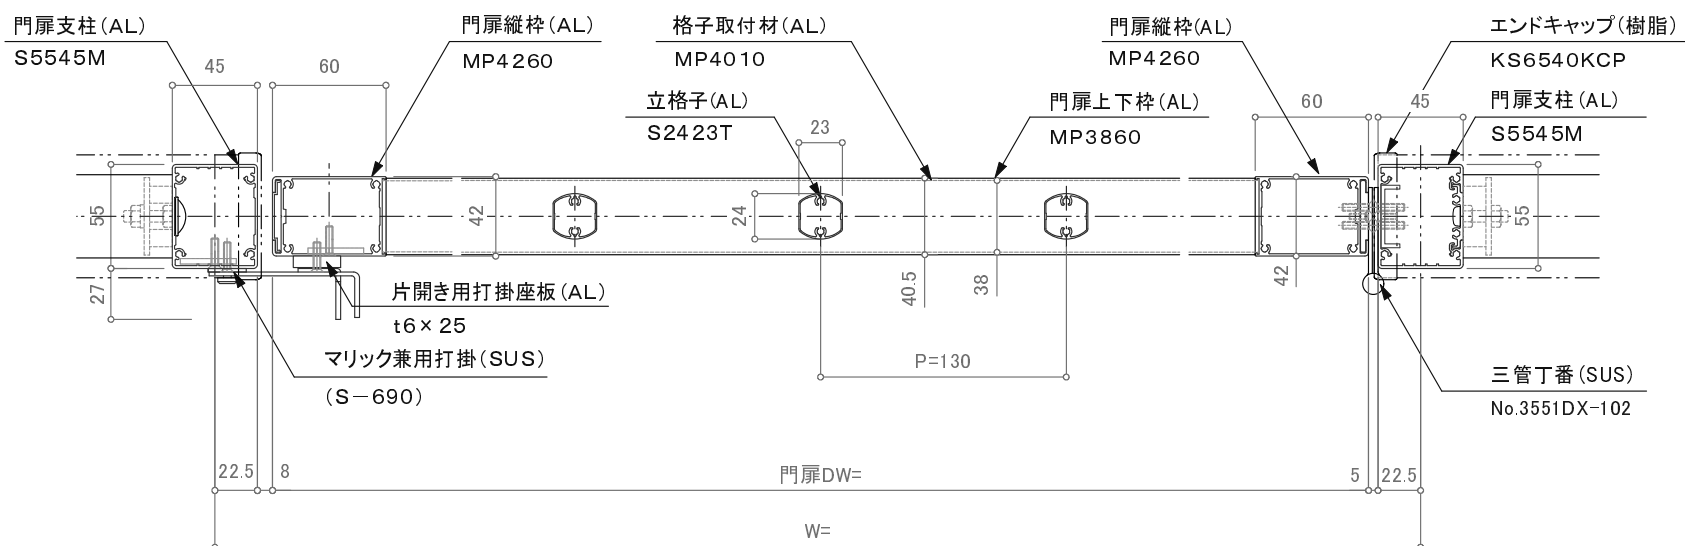 門扉支柱(AL)
S5545M
門扉縦枠(AL)
MP4260
格子取付材(AL)
MP4010
門扉縦枠(AL)
MP4260
エンドキャップ(樹脂)
KS6540KCP
45
60
立格子(AL)
S2423T
23
門扉上下枠(AL)
MP3860
60
45
門扉支柱(AL)
S5545M
55
42
24
55
27
40.5
38
42
片開き用打掛座板(AL)
t6×25
マリック兼用打掛(SUS)
(S-690)
P=130
三管丁番(SUS)
No.3551DX-102
22.5
8
門扉DW=
5
22.5
W=